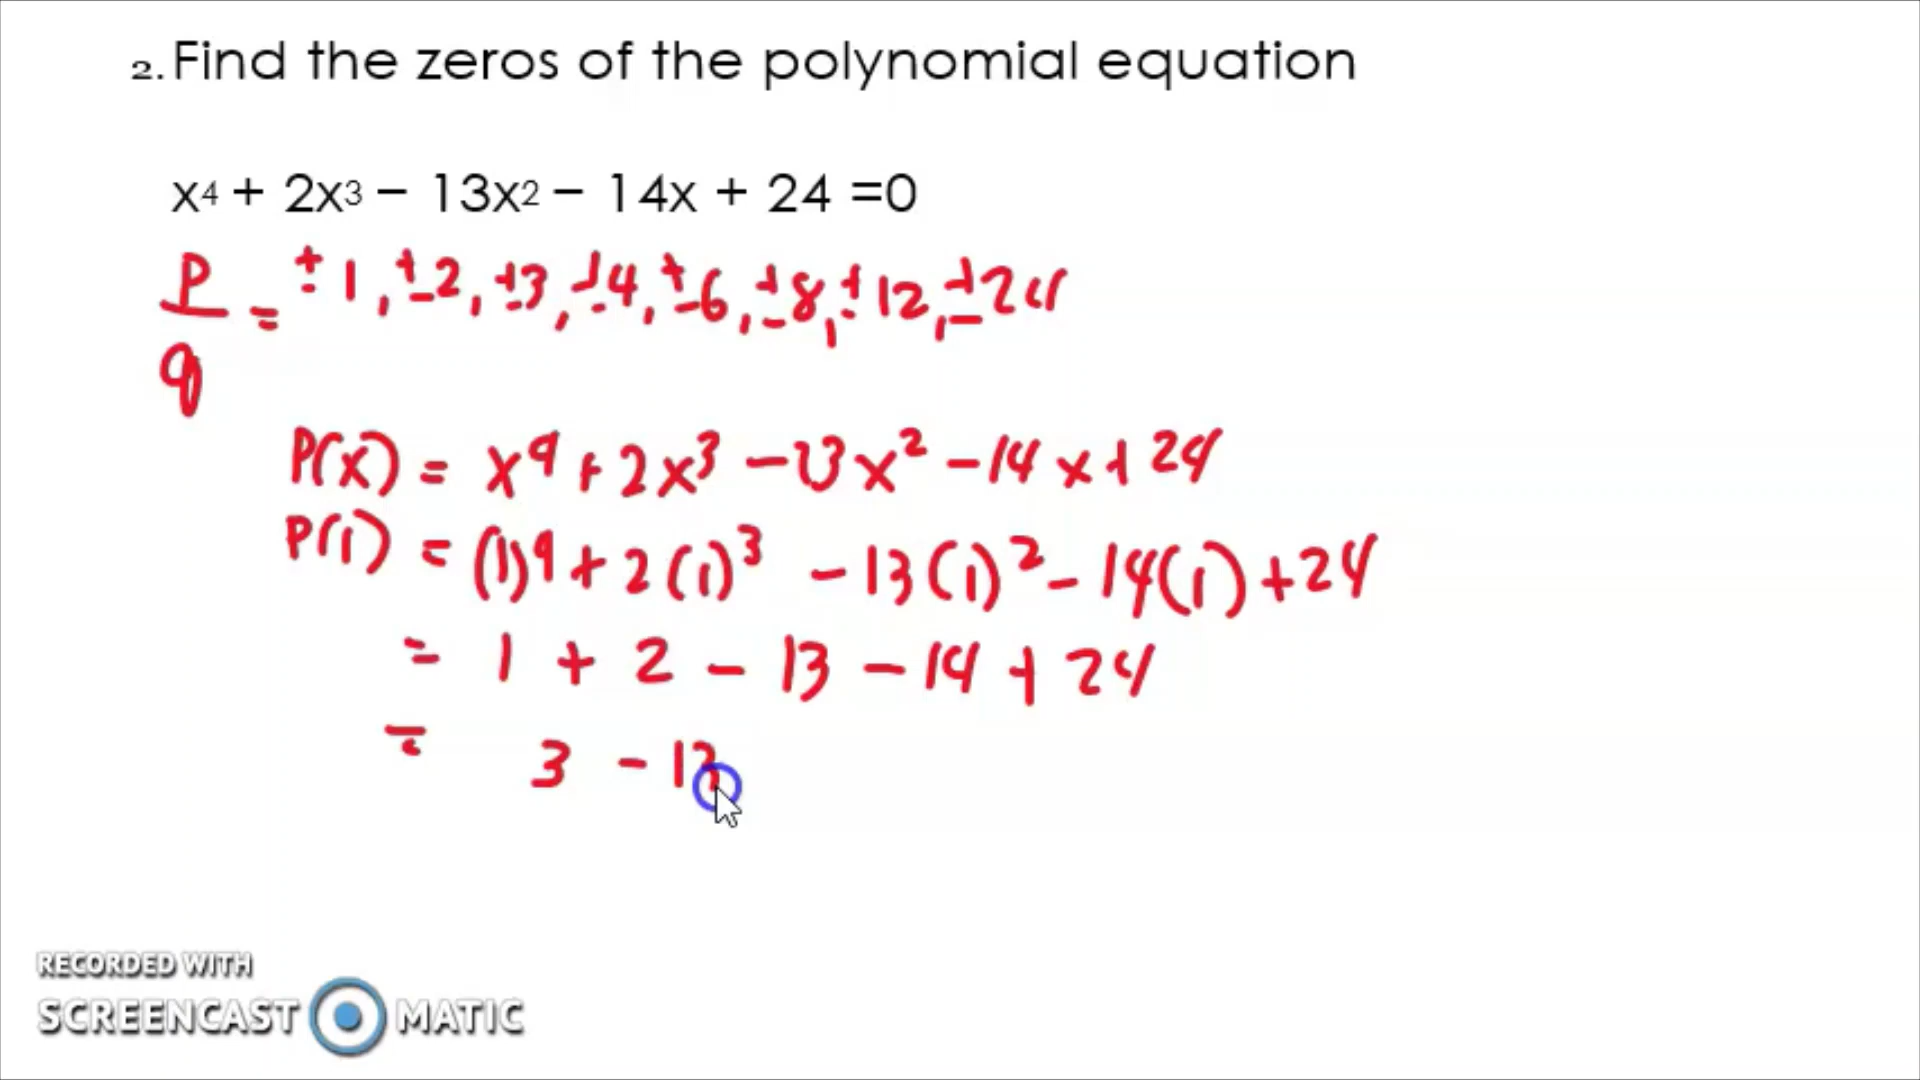 2. Find the zeros of the polynomial equation
x4 + 2x3 − 13x2 − 14x + 24 =0
p/q = ±1, ±2, ±3, ±4, ±6, ±8, ±12, ±24
P(x) = x⁴ + 2x³ − 13x² − 14x + 24
P(1) = (1)⁴ + 2(1)³ − 13(1)² − 14(1) + 24
= 1 + 2 − 13 − 14 + 24
= 3 − 13
RECORDED WITH
SCREENCAST MATIC